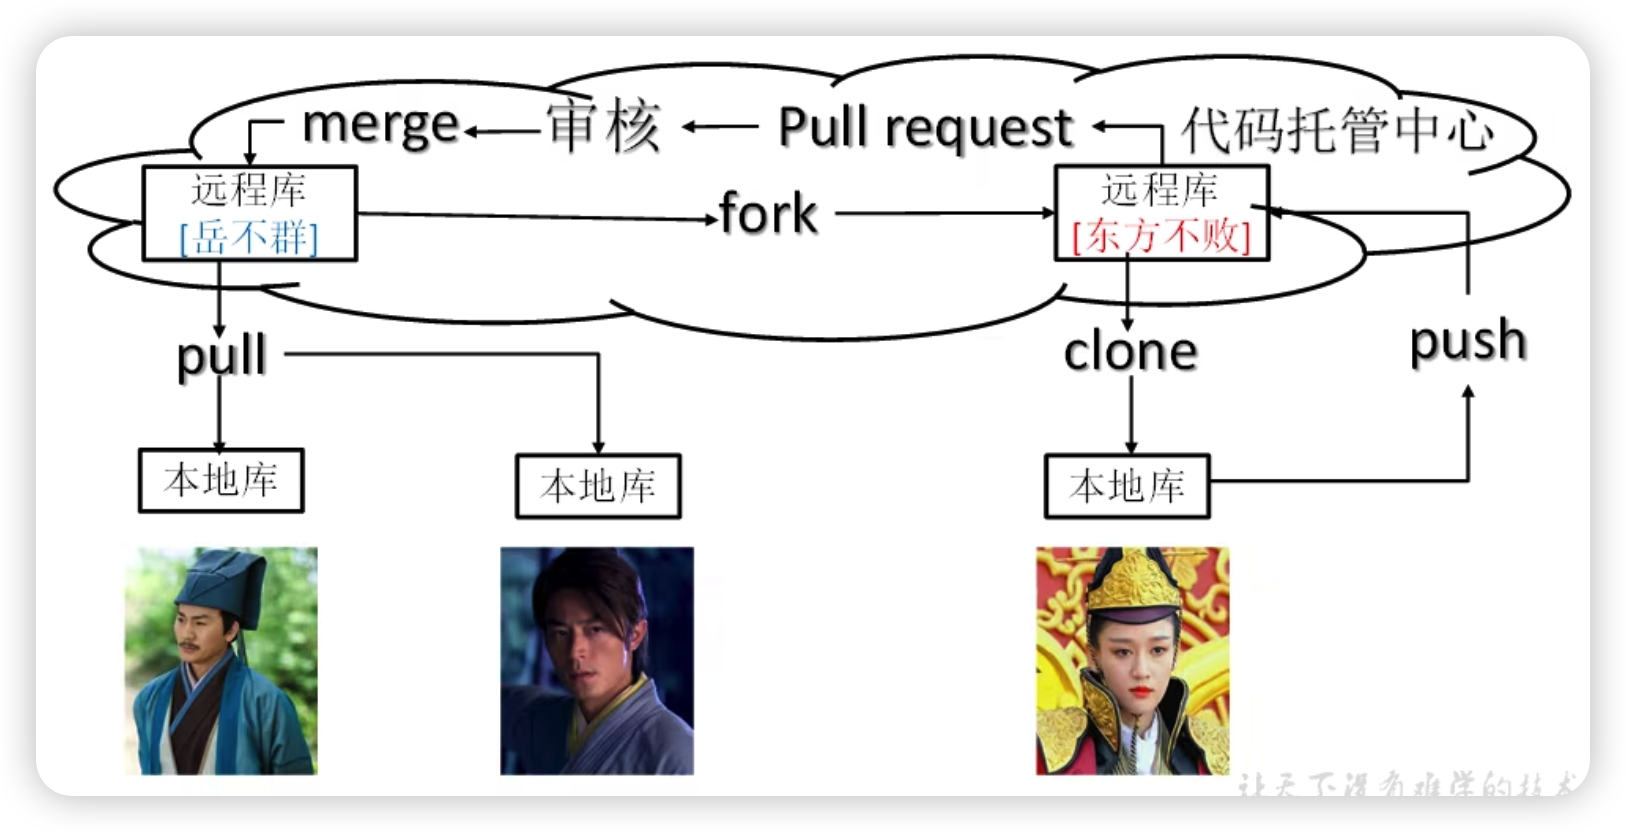 merge
审核
Pull request
代码托管中心
远程库
[岳不群]
fork
远程库
[东方不败]
pull
clone
push
本地库
本地库
本地库
让天下没有难学的技术